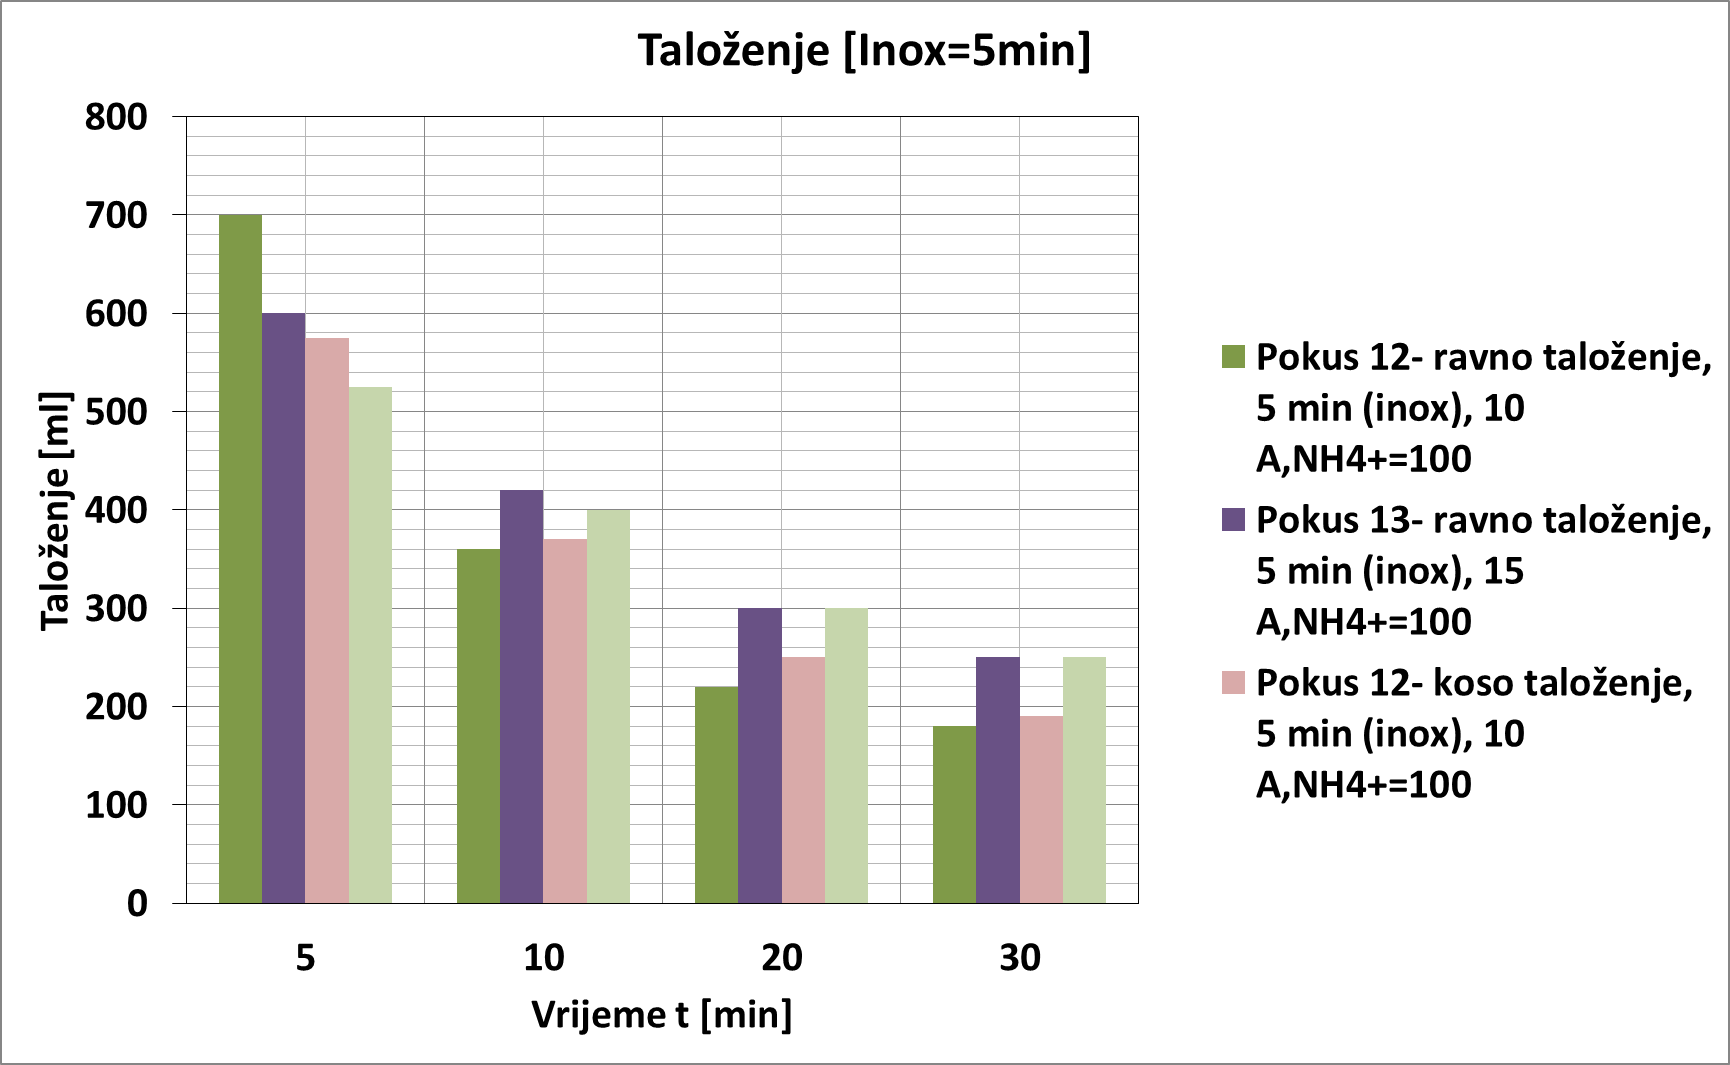 Taloženje [Inox=5min]
800
700
600
500
400
300
200
100
0
Taloženje [ml]
5 10 20 30
Vrijeme t [min]
Pokus 12- ravno taloženje,
5 min (inox), 10
A,NH4+=100
Pokus 13- ravno taloženje,
5 min (inox), 15
A,NH4+=100
Pokus 12- koso taloženje,
5 min (inox), 10
A,NH4+=100